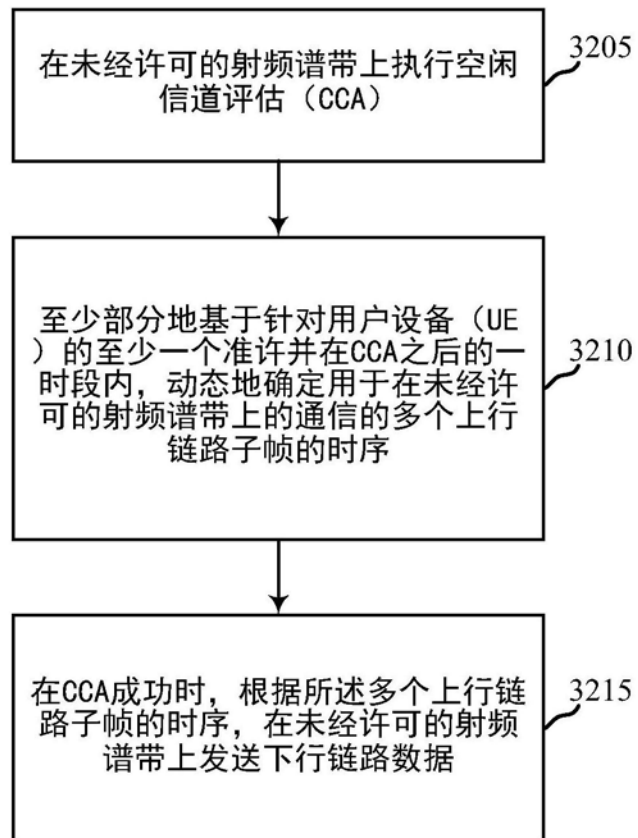 在未经许可的射频谱带上执行空闲
信道评估（CCA）
3205
至少部分地基于针对用户设备（UE
）的至少一个准许并在CCA之后的一
时段内，动态地确定用于在未经许
可的射频谱带上的通信的多个上行
链路子帧的时序
3210
在CCA成功时，根据所述多个上行链
路子帧的时序，在未经许可的射频
谱带上发送下行链路数据
3215